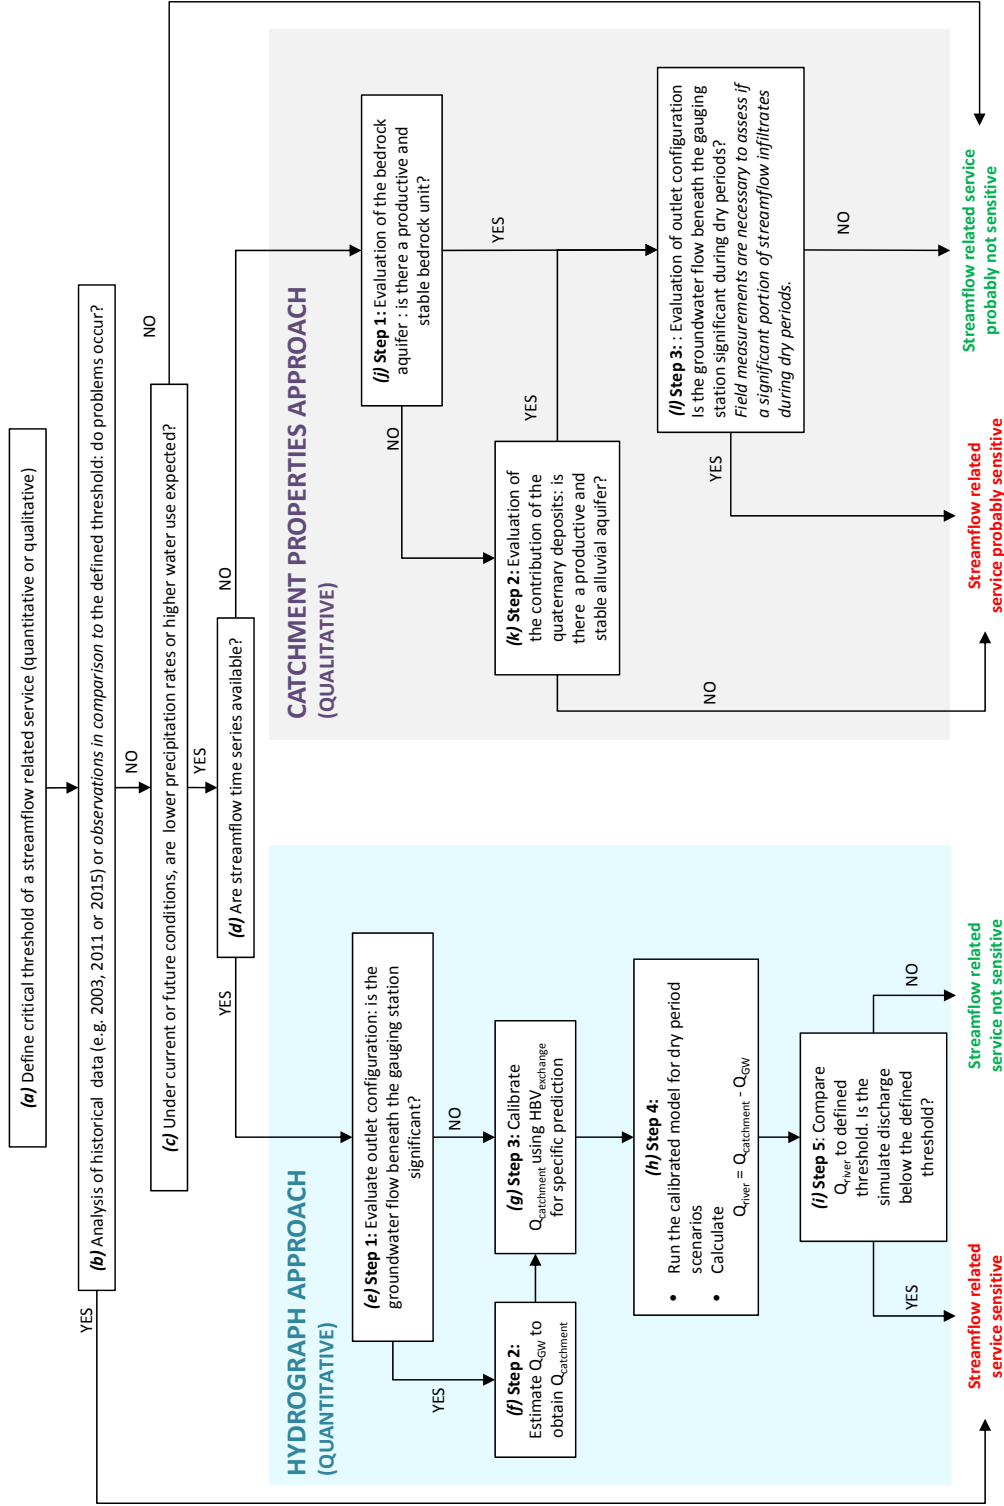 (a) Define critical threshold of a streamflow related service (quantitative or qualitative)
(b) Analysis of historical data (e.g. 2003, 2011 or 2015) or observations in comparison to the defined threshold: do problems occur?
YES
NO
(c) Under current or future conditions, are lower precipitation rates or higher water use expected?
NO
YES
(d) Are streamflow time series available?
YES
NO
HYDROGRAPH APPROACH
(QUANTITATIVE)
(e) Step 1: Evaluate outlet configuration: is the
groundwater flow beneath the gauging station
significant?
YES
NO
(f) Step 2:
Estimate QGW to
obtain Qcatchment
(g) Step 3: Calibrate
Qcatchment using HBVexchange
for specific prediction
(h) Step 4:
• Run the calibrated model for dry period
scenarios
• Calculate
Qriver = Qcatchment - QGW
(i) Step 5: Compare
Qriver to defined
threshold. Is the
simulate discharge
below the defined
threshold?
YES
NO
Streamflow related
service sensitive
Streamflow related
service not sensitive
CATCHMENT PROPERTIES APPROACH
(QUALITATIVE)
(j) Step 1: Evaluation of the bedrock
aquifer : is there a productive and
stable bedrock unit?
NO
YES
(k) Step 2: Evaluation of
the contribution of the
quaternary deposits: is
there a productive and
stable alluvial aquifer?
YES
NO
(l) Step 3: : Evaluation of outlet configuration
Is the groundwater flow beneath the gauging
station significant during dry periods?
Field measurements are necessary to assess if
a significant portion of streamflow infiltrates
during dry periods.
YES
NO
Streamflow related
service probably sensitive
Streamflow related service
probably not sensitive